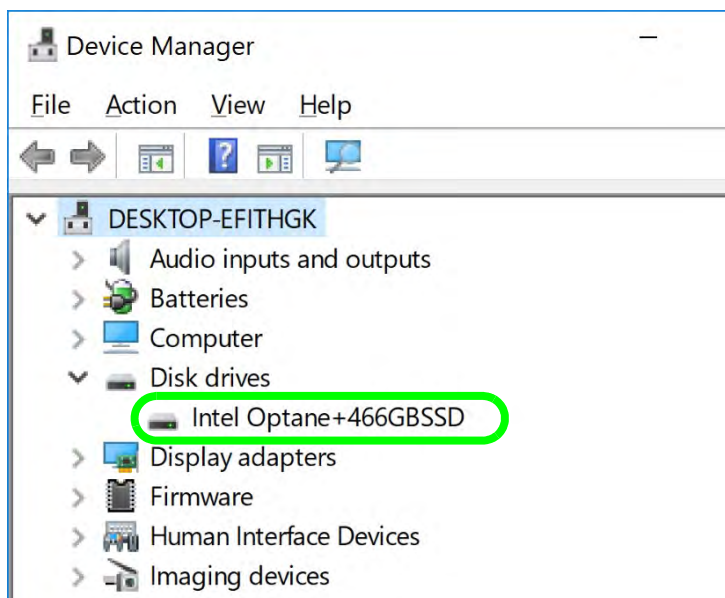 Device Manager
File Action View Help
DESKTOP-EFITHGK
Audio inputs and outputs
Batteries
Computer
Disk drives
Intel Optane+466GBSSD
Display adapters
Firmware
Human Interface Devices
Imaging devices